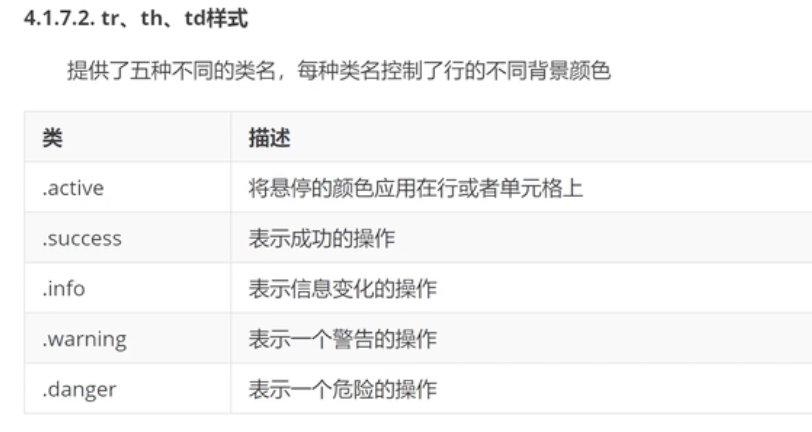 4.1.7.2. tr、th、td样式
提供了五种不同的类名，每种类名控制了行的不同背景颜色
类 描述
.active 将悬停的颜色应用在行或者单元格上
.success 表示成功的操作
.info 表示信息变化的操作
.warning 表示一个警告的操作
.danger 表示一个危险的操作